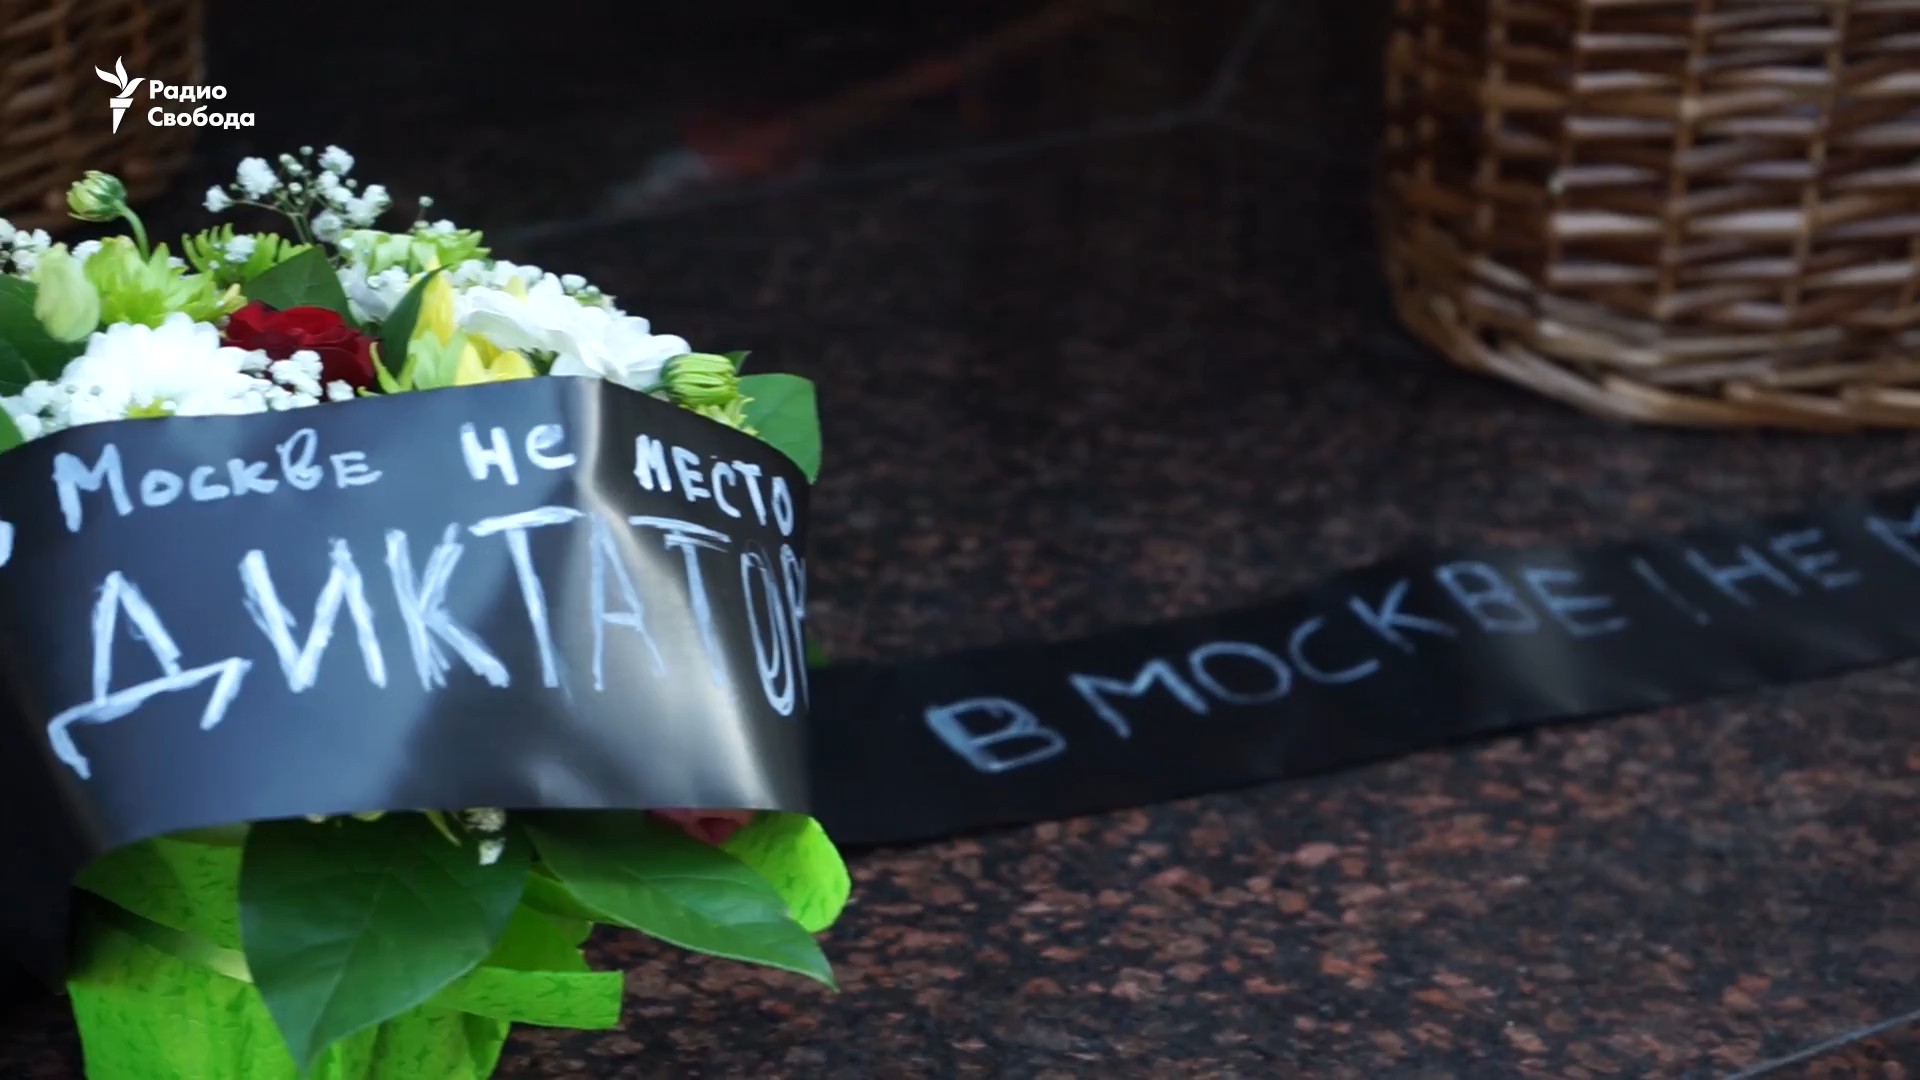 Радио
Свобода
Москве не место
ДИКТАТОР
В МОСКВЕ! НЕ М